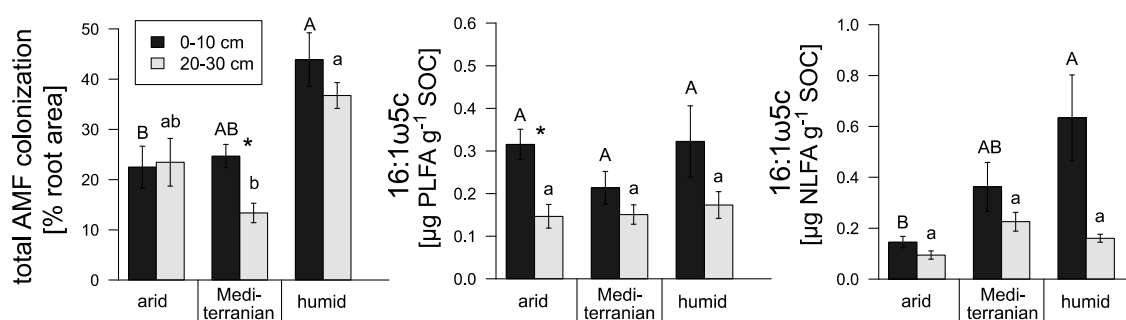 total AMF colonization
[% root area]
50
40
30
20
10
0
0-10 cm
20-30 cm
B
ab
AB
*
b
A
a
arid
Medi-
terranian
humid
16:1ω5c
[µg PLFA g⁻¹ SOC]
0.6
0.5
0.4
0.3
0.2
0.1
0.0
A
*
a
A
a
A
a
arid
Medi-
terranian
humid
16:1ω5c
[µg NLFA g⁻¹ SOC]
1.0
0.8
0.6
0.4
0.2
0.0
B
a
AB
a
A
a
arid
Medi-
terranian
humid